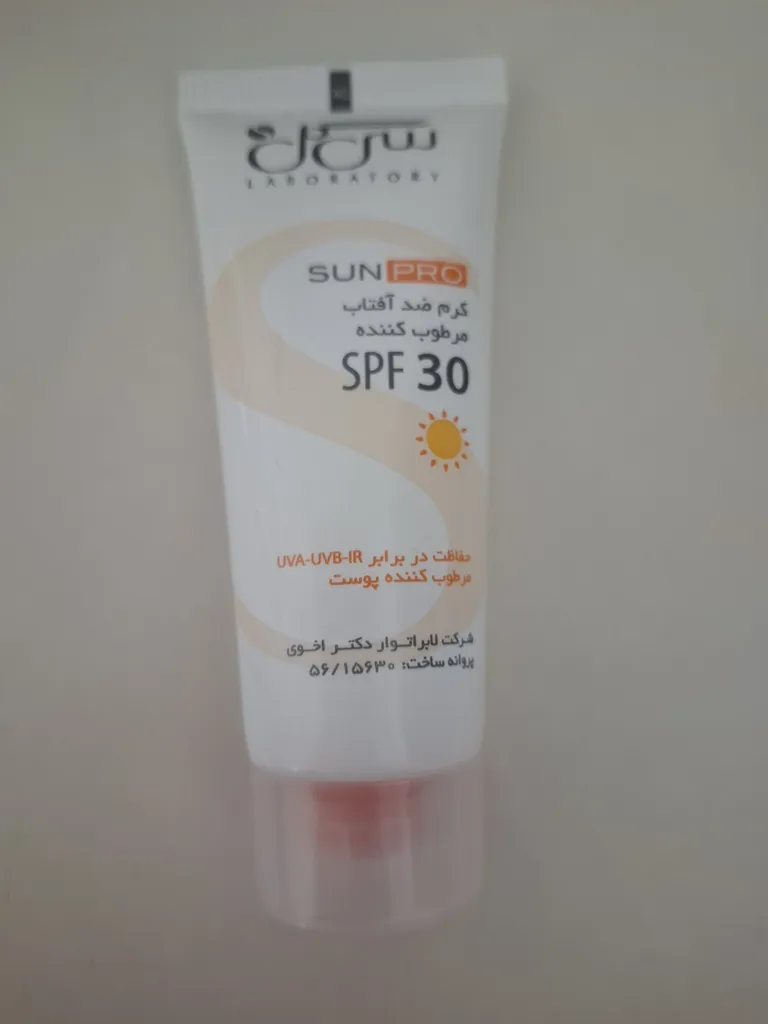 سی گل
LABORATORY
SUN PRO
کرم ضد آفتاب
مرطوب کننده
SPF 30
حفاظت در برابر UVA-UVB-IR
مرطوب کننده پوست
شرکت لابراتوار دکتر اخوی
پروانه ساخت: ۵۶/۱۵۶۳۰